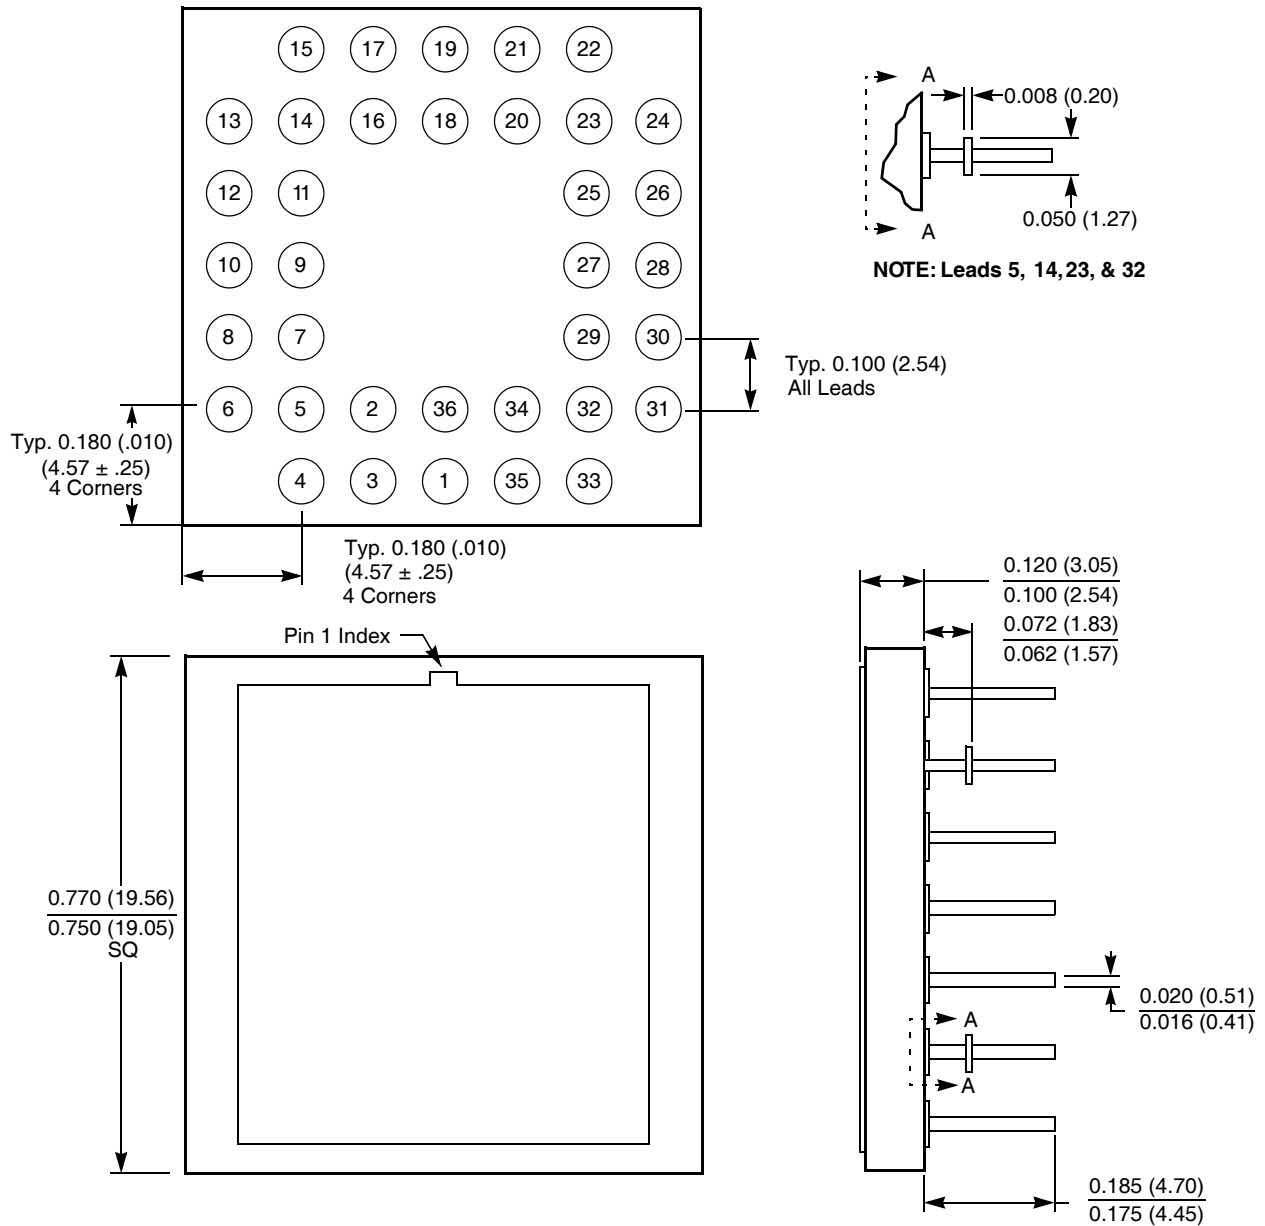 15 17 19 21 22
13 14 16 18 20 23 24
12 11 25 26
10 9 27 28
8 7 29 30
6 5 2 36 34 32 31
4 3 1 35 33
Typ. 0.180 (.010)
(4.57 ± .25)
4 Corners
Typ. 0.180 (.010)
(4.57 ± .25)
4 Corners
Typ. 0.100 (2.54)
All Leads
A
0.008 (0.20)
0.050 (1.27)
A
NOTE: Leads 5, 14,23, & 32
Pin 1 Index
0.770 (19.56)
0.750 (19.05)
SQ
0.120 (3.05)
0.100 (2.54)
0.072 (1.83)
0.062 (1.57)
0.020 (0.51)
0.016 (0.41)
A
A
0.185 (4.70)
0.175 (4.45)